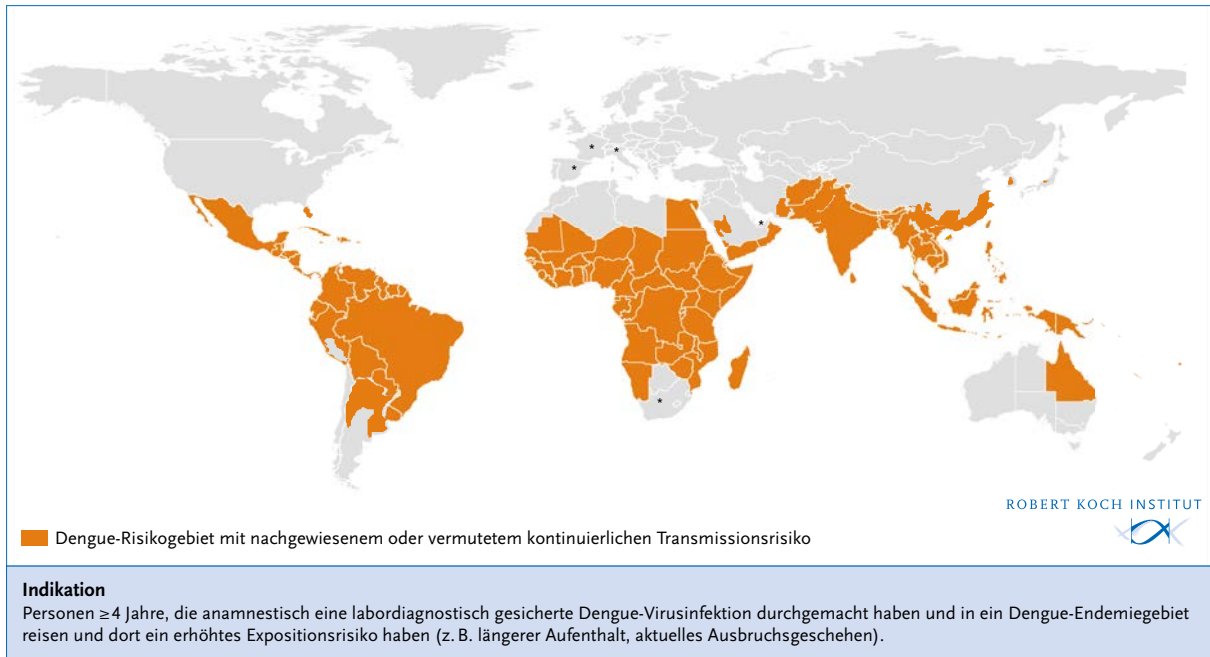 *
*
*
*
*
ROBERT KOCH INSTITUT
Dengue-Risikogebiet mit nachgewiesenem oder vermutetem kontinuierlichen Transmissionsrisiko
Indikation
Personen ≥4 Jahre, die anamnestisch eine labordiagnostisch gesicherte Dengue-Virusinfektion durchgemacht haben und in ein Dengue-Endemiegebiet
reisen und dort ein erhöhtes Expositionsrisiko haben (z. B. längerer Aufenthalt, aktuelles Ausbruchsgeschehen).